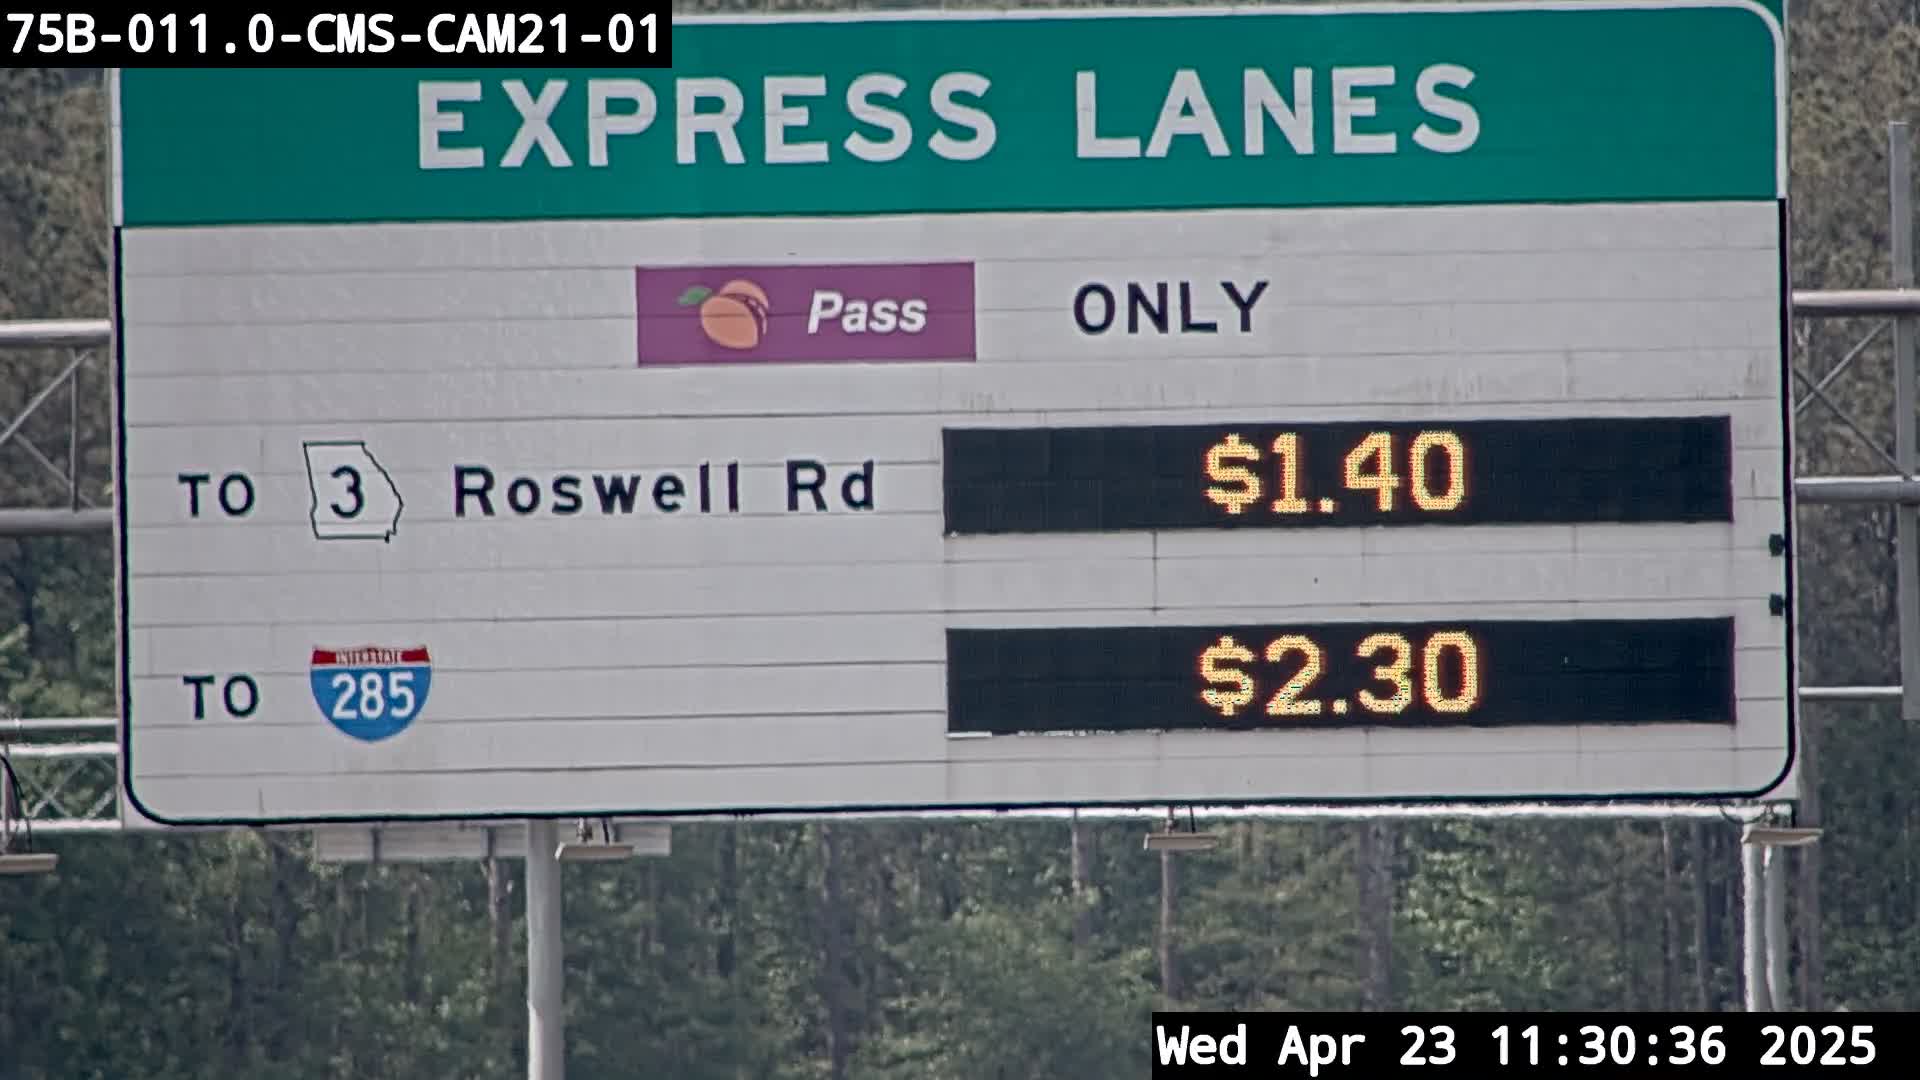 75B-011.0-CMS-CAM21-01
EXPRESS LANES
Pass ONLY
TO 3 Roswell Rd $1.40
INTERSTATE
TO 285 $2.30
Wed Apr 23 11:30:36 2025